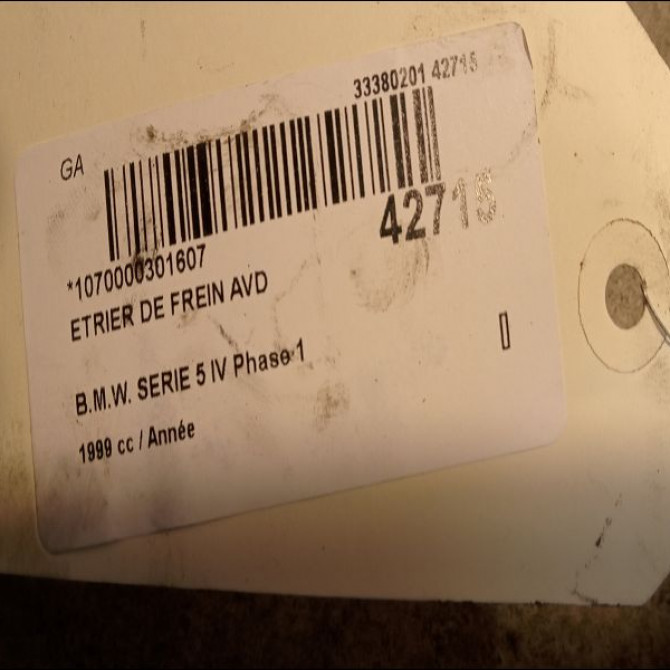 33380201 42715
GA
42715
*1070000301607
ETRIER DE FREIN AVD
B.M.W. SERIE 5 IV Phase 1
1999 cc / Année